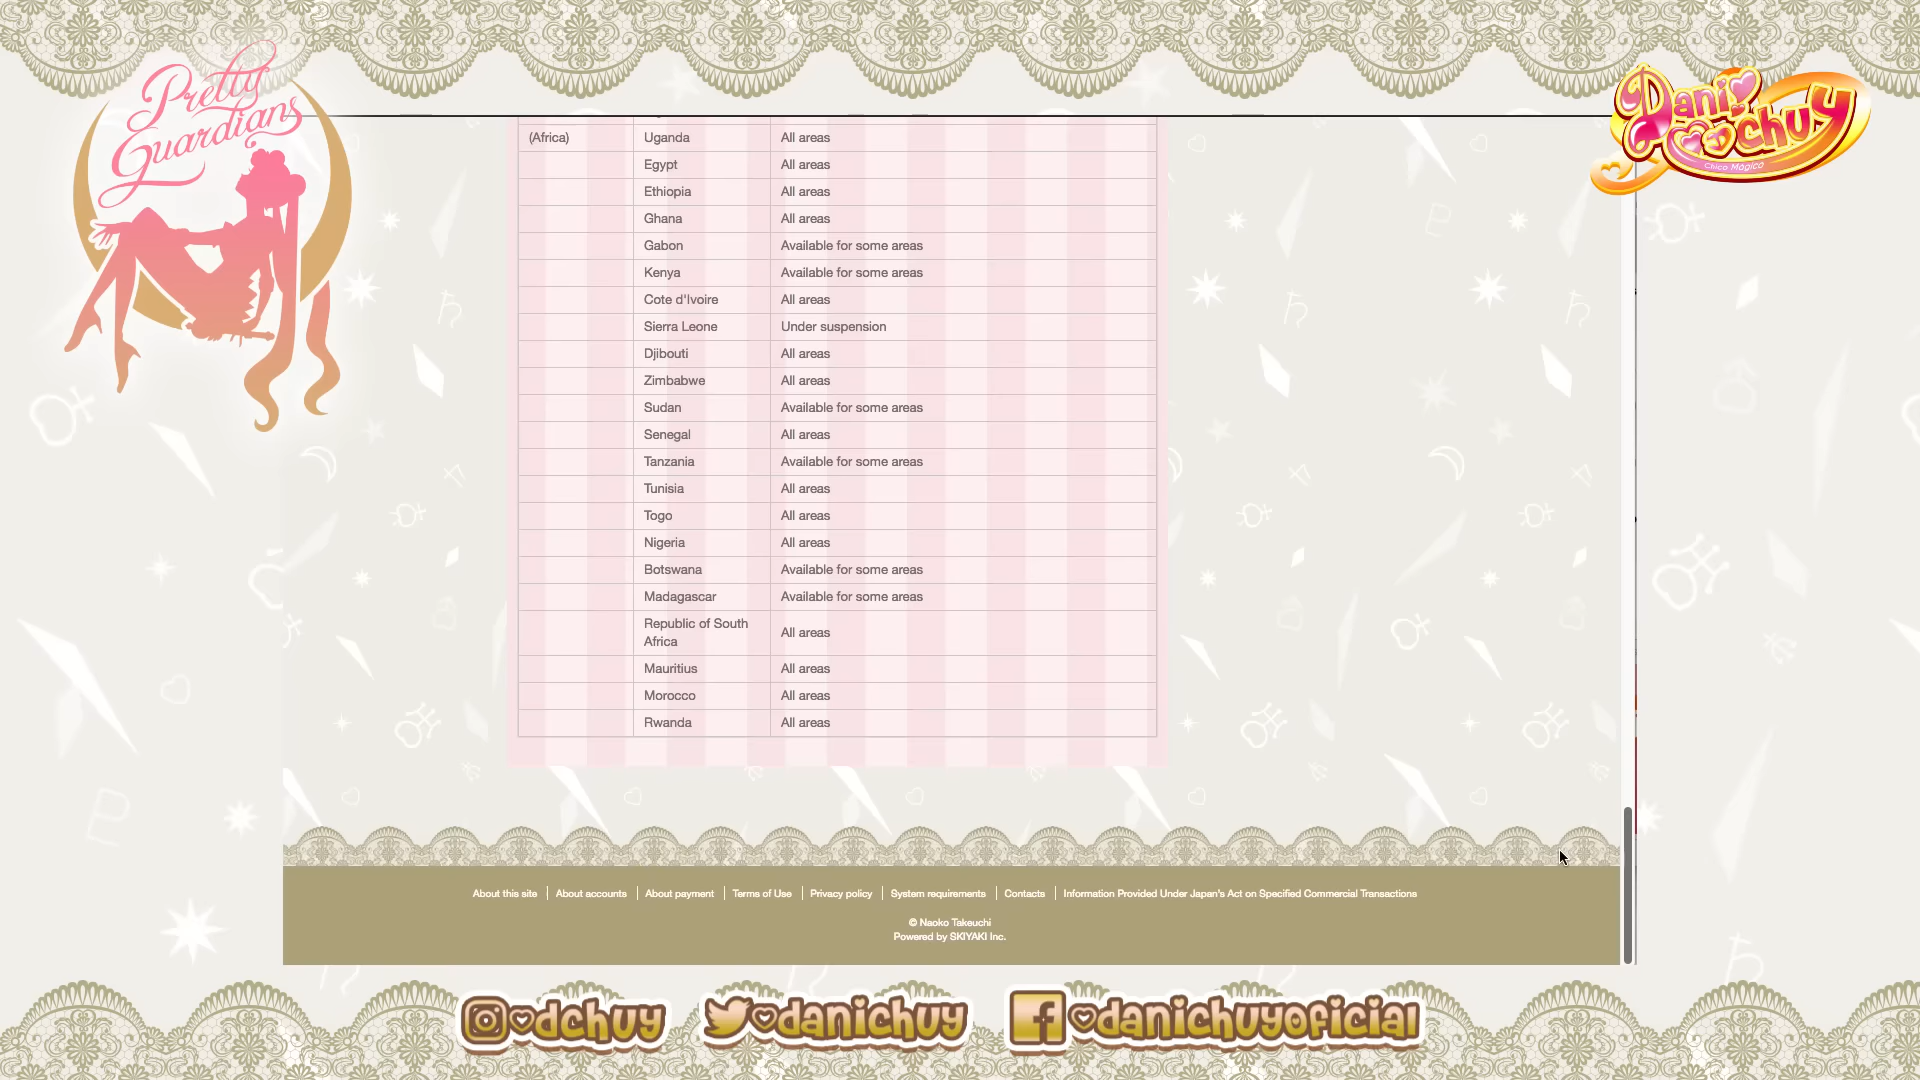 Pretty
Guardians
Dani
chuy
Chico Mágico
(Africa) Uganda All areas
Egypt All areas
Ethiopia All areas
Ghana All areas
Gabon Available for some areas
Kenya Available for some areas
Cote d'Ivoire All areas
Sierra Leone Under suspension
Djibouti All areas
Zimbabwe All areas
Sudan Available for some areas
Senegal All areas
Tanzania Available for some areas
Tunisia All areas
Togo All areas
Nigeria All areas
Botswana Available for some areas
Madagascar Available for some areas
Republic of South
Africa All areas
Mauritius All areas
Morocco All areas
Rwanda All areas
About this site | About accounts | About payment | Terms of Use | Privacy policy | System requirements | Contacts | Information Provided Under Japan's Act on Specified Commercial Transactions
© Naoko Takeuchi
Powered by SKIYAKI Inc.
dchuy danichuy danichuyoficial